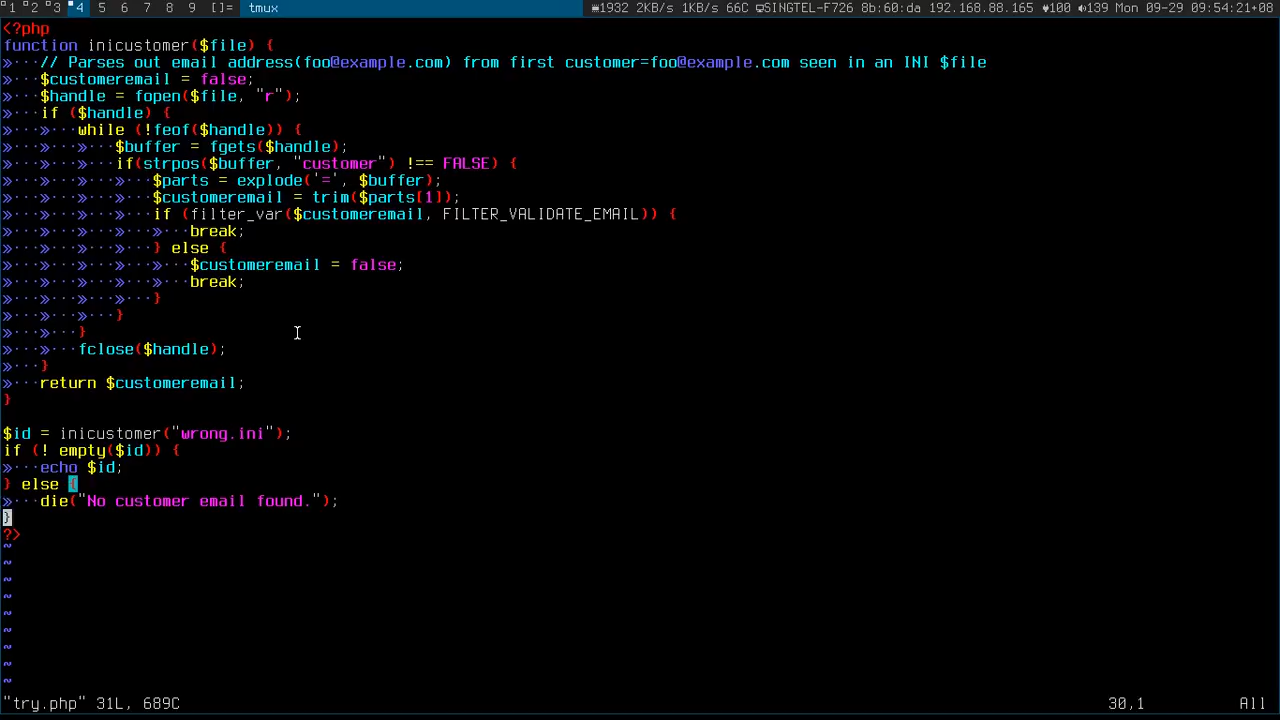 1 2 3 4 5 6 7 8 9 []= tmux 1932 2KB/s 1KB/s 66C SINGTEL-F726 8b:60:da 192.168.88.165 ♥100 139 Mon 09-29 09:54:21+08
<?php
function inicustomer($file) {
»···// Parses out email address(foo@example.com) from first customer=foo@example.com seen in an INI $file
»···$customeremail = false;
»···$handle = fopen($file, "r");
»···if ($handle) {
»···»···while (!feof($handle)) {
»···»···»···$buffer = fgets($handle);
»···»···»···if(strpos($buffer, "customer") !== FALSE) {
»···»···»···»···$parts = explode('=', $buffer);
»···»···»···»···$customeremail = trim($parts[1]);
»···»···»···»···if (filter_var($customeremail, FILTER_VALIDATE_EMAIL)) {
»···»···»···»···»···break;
»···»···»···»···} else {
»···»···»···»···»···$customeremail = false;
»···»···»···»···»···break;
»···»···»···»···}
»···»···»···}
»···»···}
»···»···fclose($handle);
»···}
»···return $customeremail;
}
$id = inicustomer("wrong.ini");
if (! empty($id)) {
»···echo $id;
} else {
»···die("No customer email found.");
}
?>
~
~
~
~
~
~
~
~
~
"try.php" 31L, 689C 30,1 All